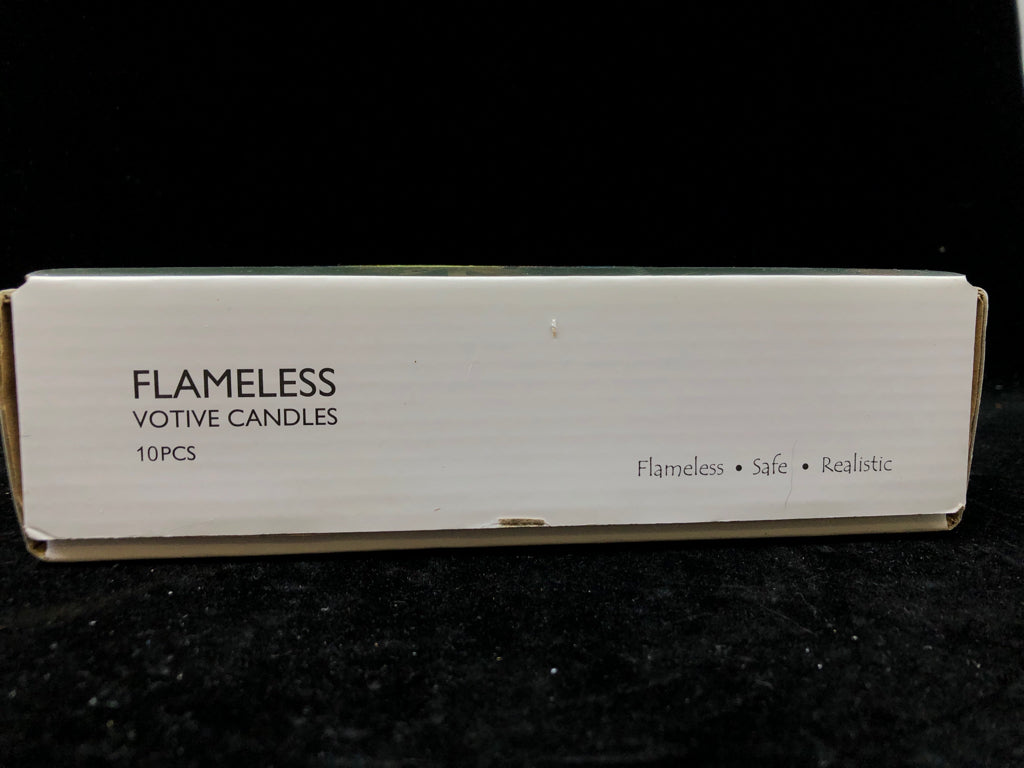 FLAMELESS
VOTIVE CANDLES
10PCS
Flameless • Safe • Realistic